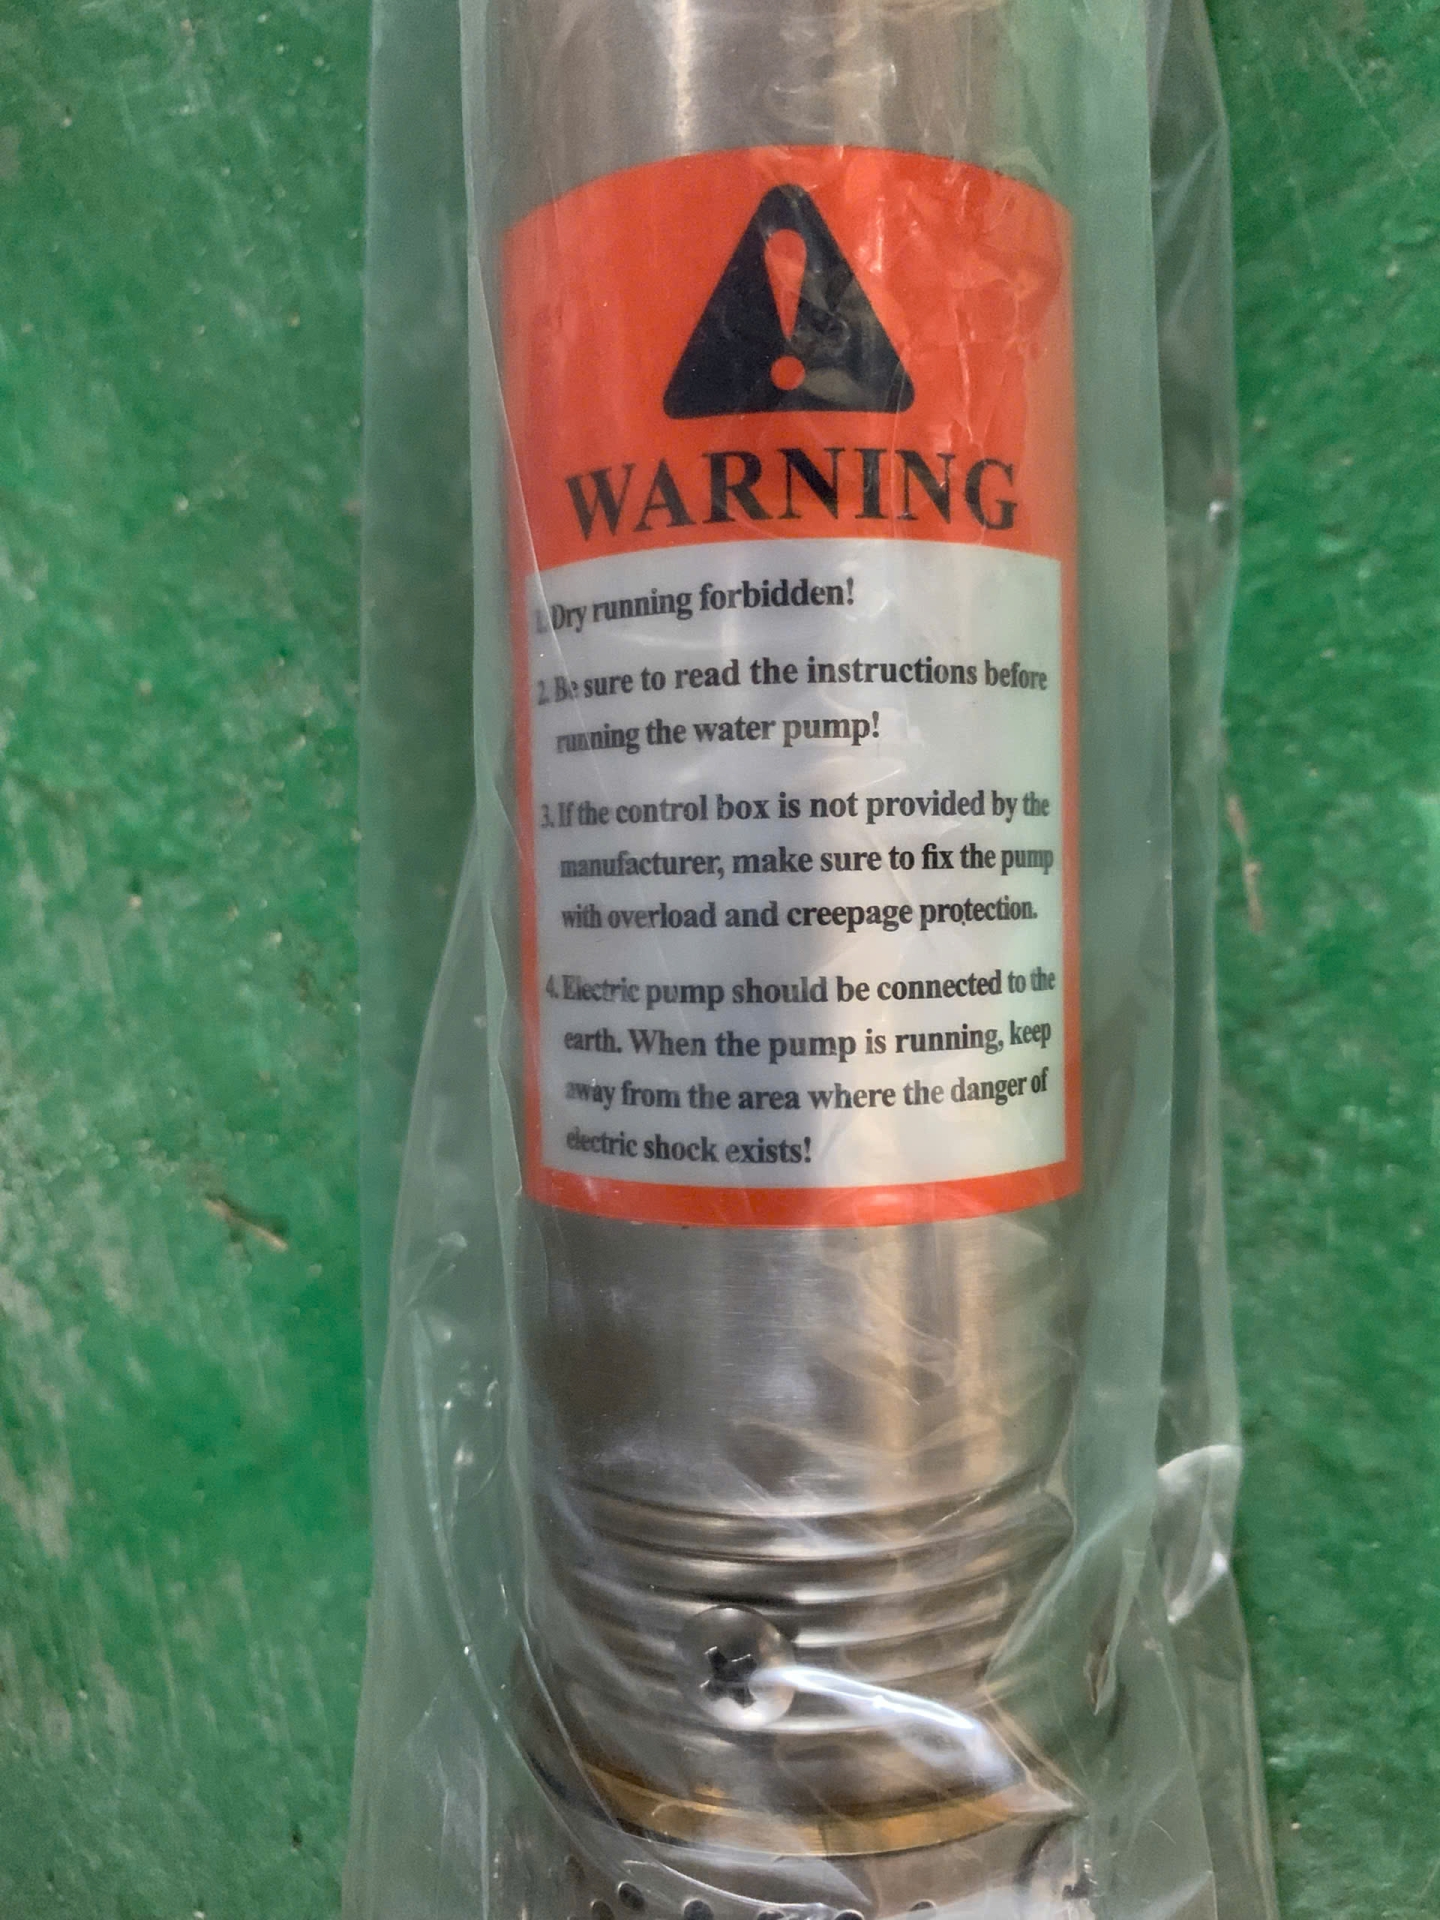 WARNING
1. Dry running forbidden!
2. Be sure to read the instructions before
running the water pump!
3. If the control box is not provided by the
manufacturer, make sure to fix the pump
with overload and creepage protection.
4. Electric pump should be connected to the
earth. When the pump is running, keep
away from the area where the danger of
electric shock exists!